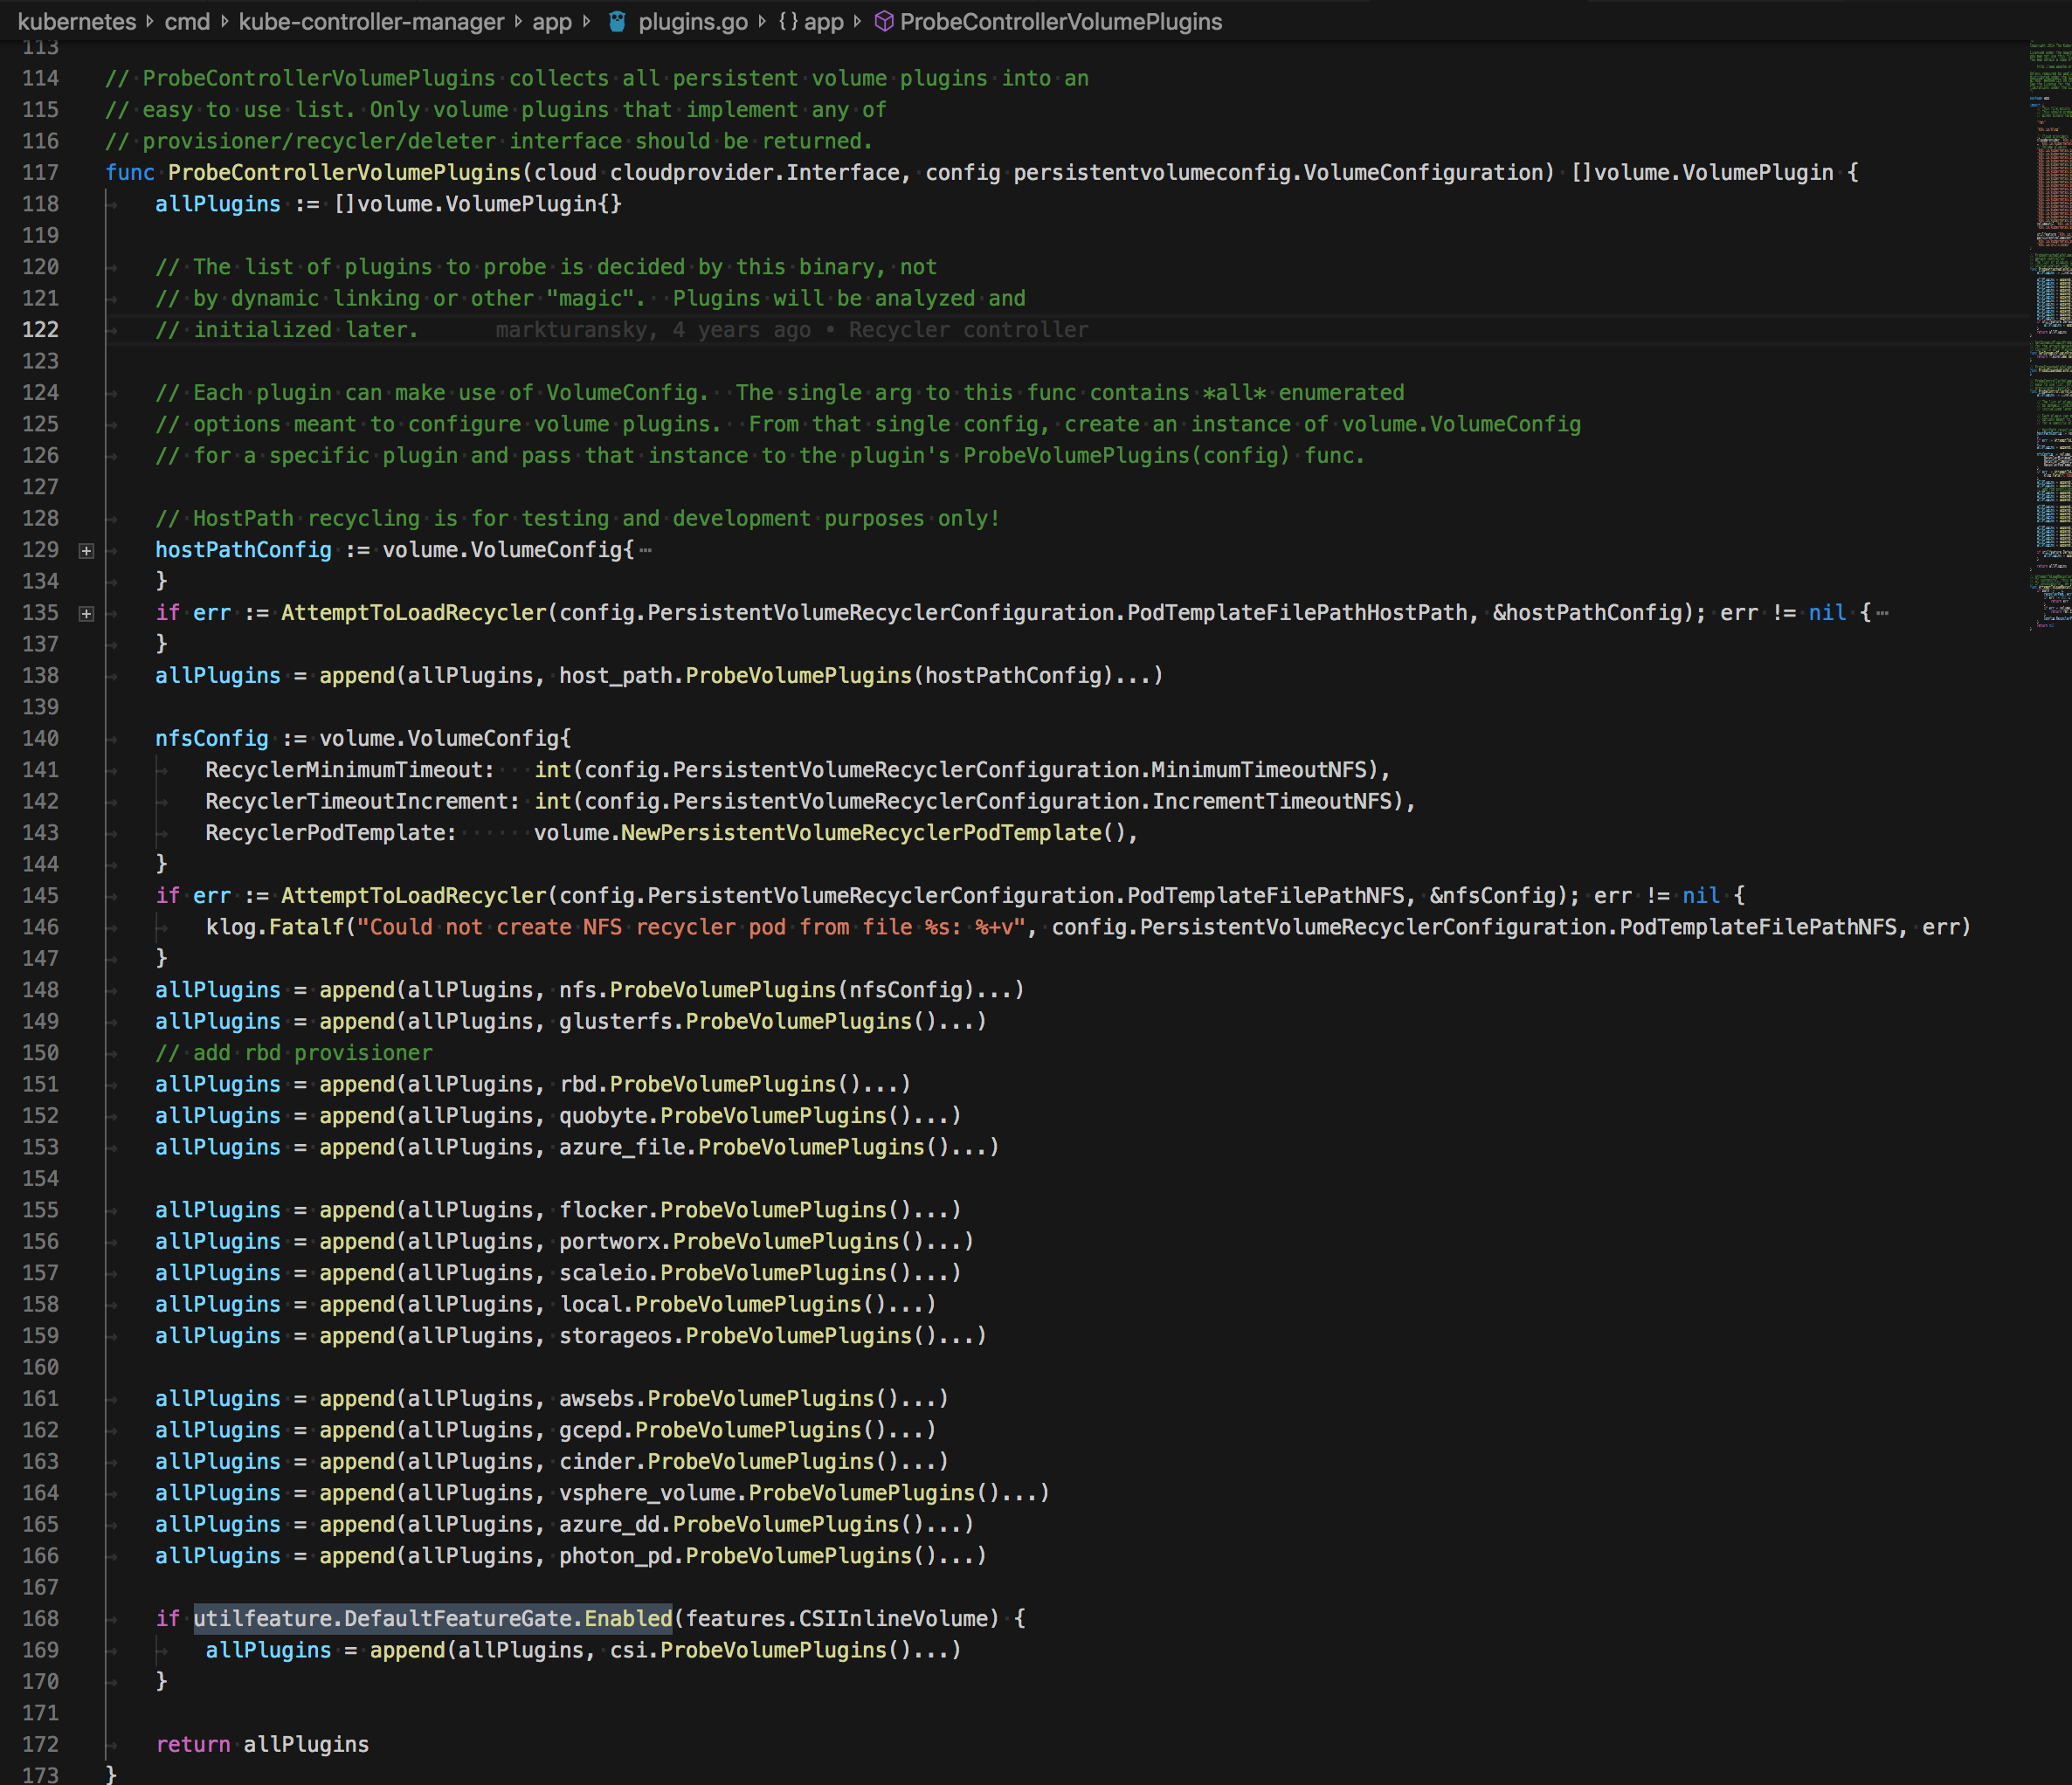 kubernetes › cmd › kube-controller-manager › app › plugins.go › {} app › ProbeControllerVolumePlugins
113
114 // ProbeControllerVolumePlugins collects all persistent volume plugins into an
115 // easy to use list. Only volume plugins that implement any of
116 // provisioner/recycler/deleter interface should be returned.
117 func ProbeControllerVolumePlugins(cloud cloudprovider.Interface, config persistentvolumeconfig.VolumeConfiguration) []volume.VolumePlugin {
118 allPlugins := []volume.VolumePlugin{}
119
120 // The list of plugins to probe is decided by this binary, not
121 // by dynamic linking or other "magic".  Plugins will be analyzed and
122 // initialized later. markturansky, 4 years ago • Recycler controller
123
124 // Each plugin can make use of VolumeConfig.  The single arg to this func contains *all* enumerated
125 // options meant to configure volume plugins.  From that single config, create an instance of volume.VolumeConfig
126 // for a specific plugin and pass that instance to the plugin's ProbeVolumePlugins(config) func.
127
128 // HostPath recycling is for testing and development purposes only!
129 hostPathConfig := volume.VolumeConfig{⋯
134 }
135 if err := AttemptToLoadRecycler(config.PersistentVolumeRecyclerConfiguration.PodTemplateFilePathHostPath, &hostPathConfig); err != nil {⋯
137 }
138 allPlugins = append(allPlugins, host_path.ProbeVolumePlugins(hostPathConfig)...)
139
140 nfsConfig := volume.VolumeConfig{
141 RecyclerMinimumTimeout:   int(config.PersistentVolumeRecyclerConfiguration.MinimumTimeoutNFS),
142 RecyclerTimeoutIncrement: int(config.PersistentVolumeRecyclerConfiguration.IncrementTimeoutNFS),
143 RecyclerPodTemplate:      volume.NewPersistentVolumeRecyclerPodTemplate(),
144 }
145 if err := AttemptToLoadRecycler(config.PersistentVolumeRecyclerConfiguration.PodTemplateFilePathNFS, &nfsConfig); err != nil {
146 klog.Fatalf("Could not create NFS recycler pod from file %s: %+v", config.PersistentVolumeRecyclerConfiguration.PodTemplateFilePathNFS, err)
147 }
148 allPlugins = append(allPlugins, nfs.ProbeVolumePlugins(nfsConfig)...)
149 allPlugins = append(allPlugins, glusterfs.ProbeVolumePlugins()...)
150 // add rbd provisioner
151 allPlugins = append(allPlugins, rbd.ProbeVolumePlugins()...)
152 allPlugins = append(allPlugins, quobyte.ProbeVolumePlugins()...)
153 allPlugins = append(allPlugins, azure_file.ProbeVolumePlugins()...)
154
155 allPlugins = append(allPlugins, flocker.ProbeVolumePlugins()...)
156 allPlugins = append(allPlugins, portworx.ProbeVolumePlugins()...)
157 allPlugins = append(allPlugins, scaleio.ProbeVolumePlugins()...)
158 allPlugins = append(allPlugins, local.ProbeVolumePlugins()...)
159 allPlugins = append(allPlugins, storageos.ProbeVolumePlugins()...)
160
161 allPlugins = append(allPlugins, awsebs.ProbeVolumePlugins()...)
162 allPlugins = append(allPlugins, gcepd.ProbeVolumePlugins()...)
163 allPlugins = append(allPlugins, cinder.ProbeVolumePlugins()...)
164 allPlugins = append(allPlugins, vsphere_volume.ProbeVolumePlugins()...)
165 allPlugins = append(allPlugins, azure_dd.ProbeVolumePlugins()...)
166 allPlugins = append(allPlugins, photon_pd.ProbeVolumePlugins()...)
167
168 if utilfeature.DefaultFeatureGate.Enabled(features.CSIInlineVolume) {
169 allPlugins = append(allPlugins, csi.ProbeVolumePlugins()...)
170 }
171
172 return allPlugins
173 }